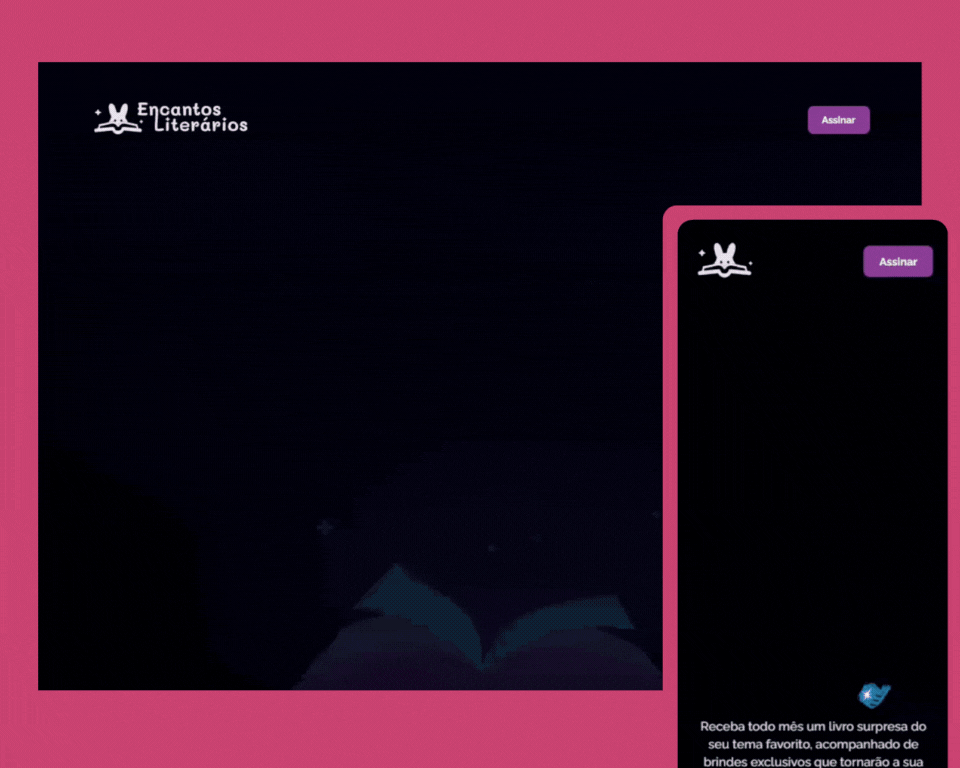 Encantos
Literários
Assinar
Assinar
Receba todo mês um livro surpresa do
seu tema favorito, acompanhado de
brindes exclusivos que tornarão a sua